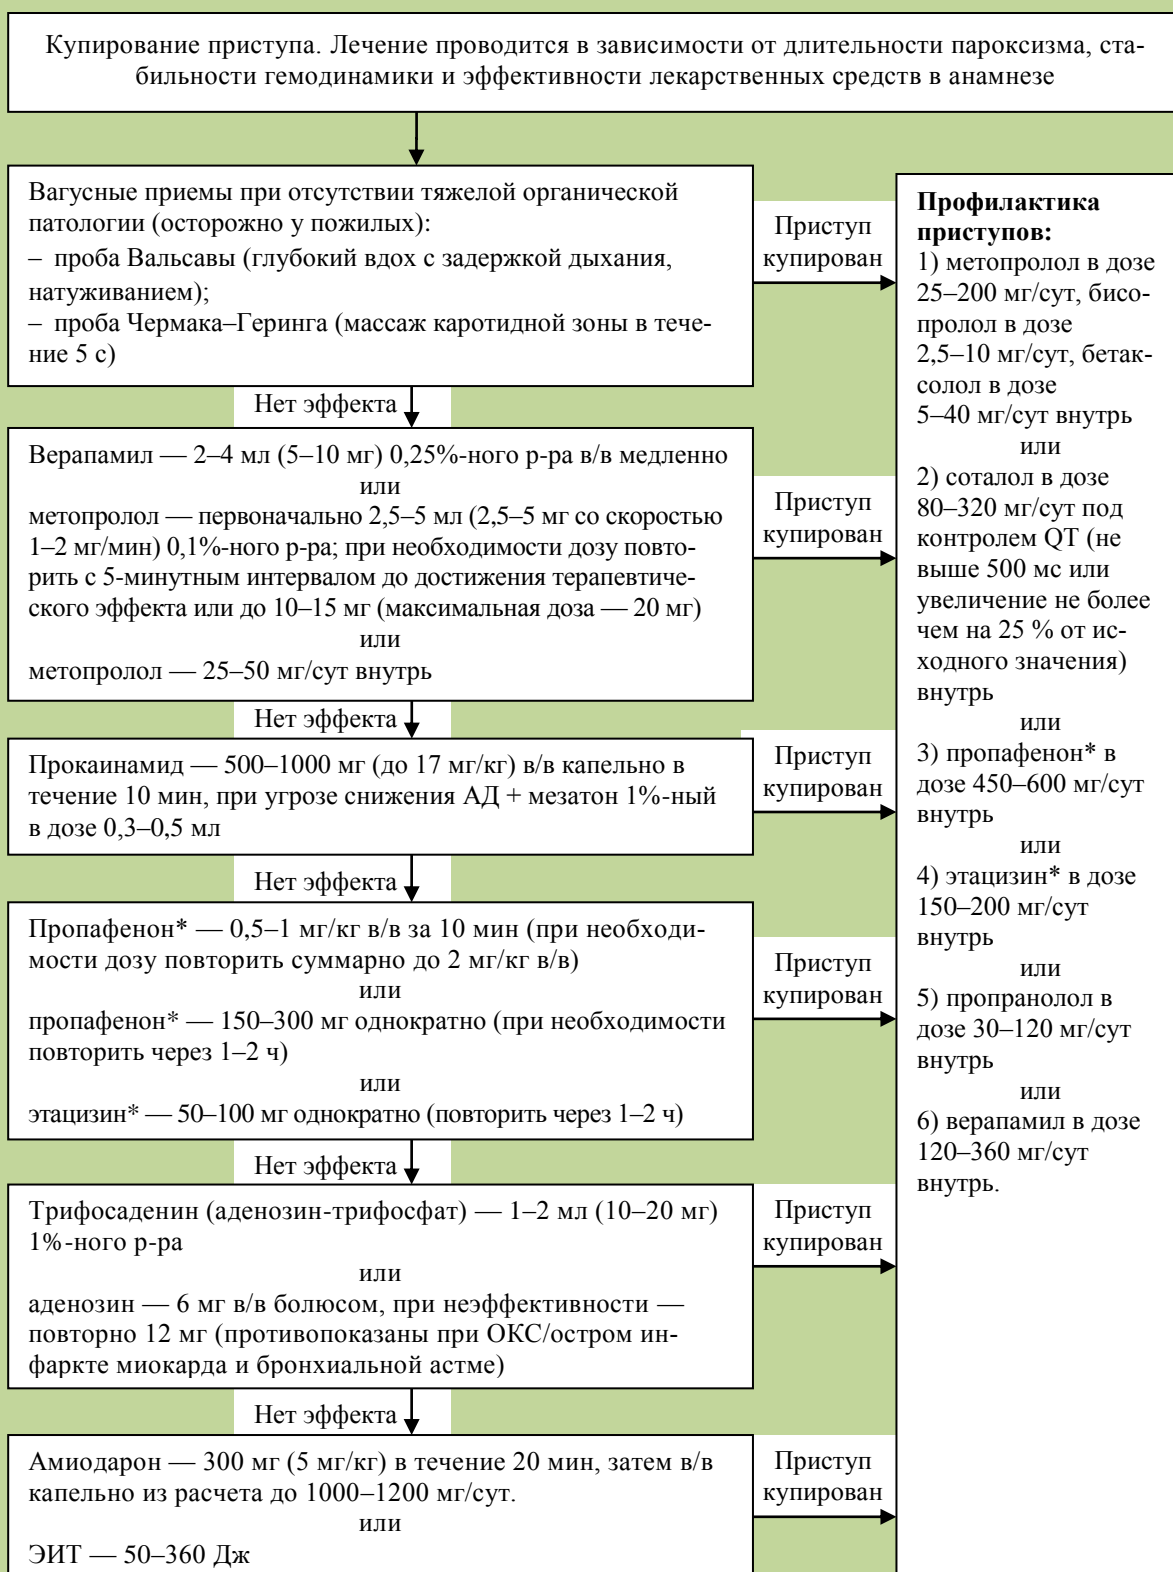 Купирование приступа. Лечение проводится в зависимости от длительности пароксизма, ста-
бильности гемодинамики и эффективности лекарственных средств в анамнезе
Вагусные приемы при отсутствии тяжелой органической
патологии (осторожно у пожилых):
– проба Вальсавы (глубокий вдох с задержкой дыхания,
натуживанием);
– проба Чермака–Геринга (массаж каротидной зоны в тече-
ние 5 с)
Приступ
купирован
Нет эффекта
Верапамил — 2–4 мл (5–10 мг) 0,25%-ного р-ра в/в медленно
или
метопролол — первоначально 2,5–5 мл (2,5–5 мг со скоростью
1–2 мг/мин) 0,1%-ного р-ра; при необходимости дозу повто-
рить с 5-минутным интервалом до достижения терапевтиче-
ского эффекта или до 10–15 мг (максимальная доза — 20 мг)
или
метопролол — 25–50 мг/сут внутрь
Приступ
купирован
Нет эффекта
Прокаинамид — 500–1000 мг (до 17 мг/кг) в/в капельно в
течение 10 мин, при угрозе снижения АД + мезатон 1%-ный
в дозе 0,3–0,5 мл
Приступ
купирован
Нет эффекта
Пропафенон* — 0,5–1 мг/кг в/в за 10 мин (при необходи-
мости дозу повторить суммарно до 2 мг/кг в/в)
или
пропафенон* — 150–300 мг однократно (при необходимости
повторить через 1–2 ч)
или
этацизин* — 50–100 мг однократно (повторить через 1–2 ч)
Приступ
купирован
Нет эффекта
Трифосаденин (аденозин-трифосфат) — 1–2 мл (10–20 мг)
1%-ного р-ра
или
аденозин — 6 мг в/в болюсом, при неэффективности —
повторно 12 мг (противопоказаны при ОКС/остром ин-
фаркте миокарда и бронхиальной астме)
Приступ
купирован
Нет эффекта
Амиодарон — 300 мг (5 мг/кг) в течение 20 мин, затем в/в
капельно из расчета до 1000–1200 мг/сут.
или
ЭИТ — 50–360 Дж
Приступ
купирован
Профилактика
приступов:
1) метопролол в дозе
25–200 мг/сут, бисо-
пролол в дозе
2,5–10 мг/сут, бетак-
солол в дозе
5–40 мг/сут внутрь
или
2) соталол в дозе
80–320 мг/сут под
контролем QT (не
выше 500 мс или
увеличение не более
чем на 25 % от ис-
ходного значения)
внутрь
или
3) пропафенон* в
дозе 450–600 мг/сут
внутрь
или
4) этацизин* в дозе
150–200 мг/сут
внутрь
или
5) пропранолол в
дозе 30–120 мг/сут
внутрь
или
6) верапамил в дозе
120–360 мг/сут
внутрь.